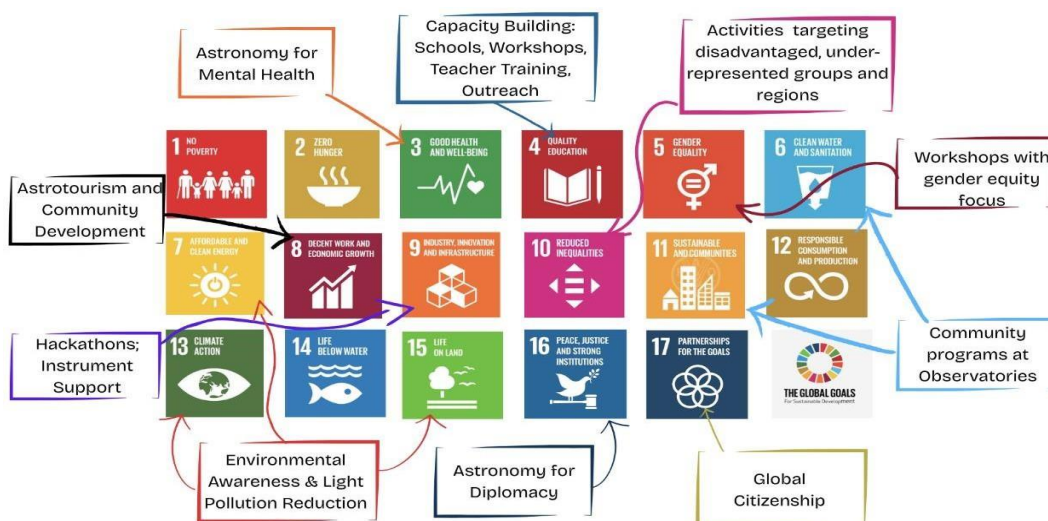 Astronomy for
Mental Health
Capacity Building:
Schools, Workshops,
Teacher Training,
Outreach
Activities targeting
disadvantaged, under-
represented groups and
regions
1 NO
POVERTY
2 ZERO
HUNGER
3 GOOD HEALTH
AND WELL-BEING
4 QUALITY
EDUCATION
5 GENDER
EQUALITY
6 CLEAN WATER
AND SANITATION
Workshops with
gender equity
focus
Astrotourism and
Community
Development
7 AFFORDABLE AND
CLEAN ENERGY
8 DECENT WORK AND
ECONOMIC GROWTH
9 INDUSTRY, INNOVATION
AND INFRASTRUCTURE
10 REDUCED
INEQUALITIES
11 SUSTAINABLE
AND COMMUNITIES
12 RESPONSIBLE
CONSUMPTION
AND PRODUCTION
Hackathons;
Instrument
Support
13 CLIMATE
ACTION
14 LIFE
BELOW WATER
15 LIFE
ON LAND
16 PEACE, JUSTICE
AND STRONG
INSTITUTIONS
17 PARTNERSHIPS
FOR THE GOALS
THE GLOBAL GOALS
For Sustainable Development
Community
programs at
Observatories
Environmental
Awareness & Light
Pollution Reduction
Astronomy for
Diplomacy
Global
Citizenship